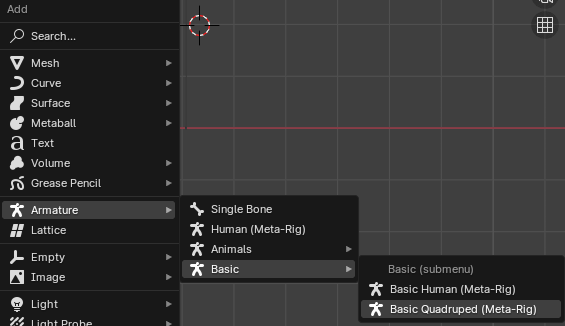 Add
Search...
Mesh
Curve
Surface
Metaball
Text
Volume
Grease Pencil
Armature
Lattice
Empty
Image
Light
Light Probe
Single Bone
Human (Meta-Rig)
Animals
Basic
Basic (submenu)
Basic Human (Meta-Rig)
Basic Quadruped (Meta-Rig)